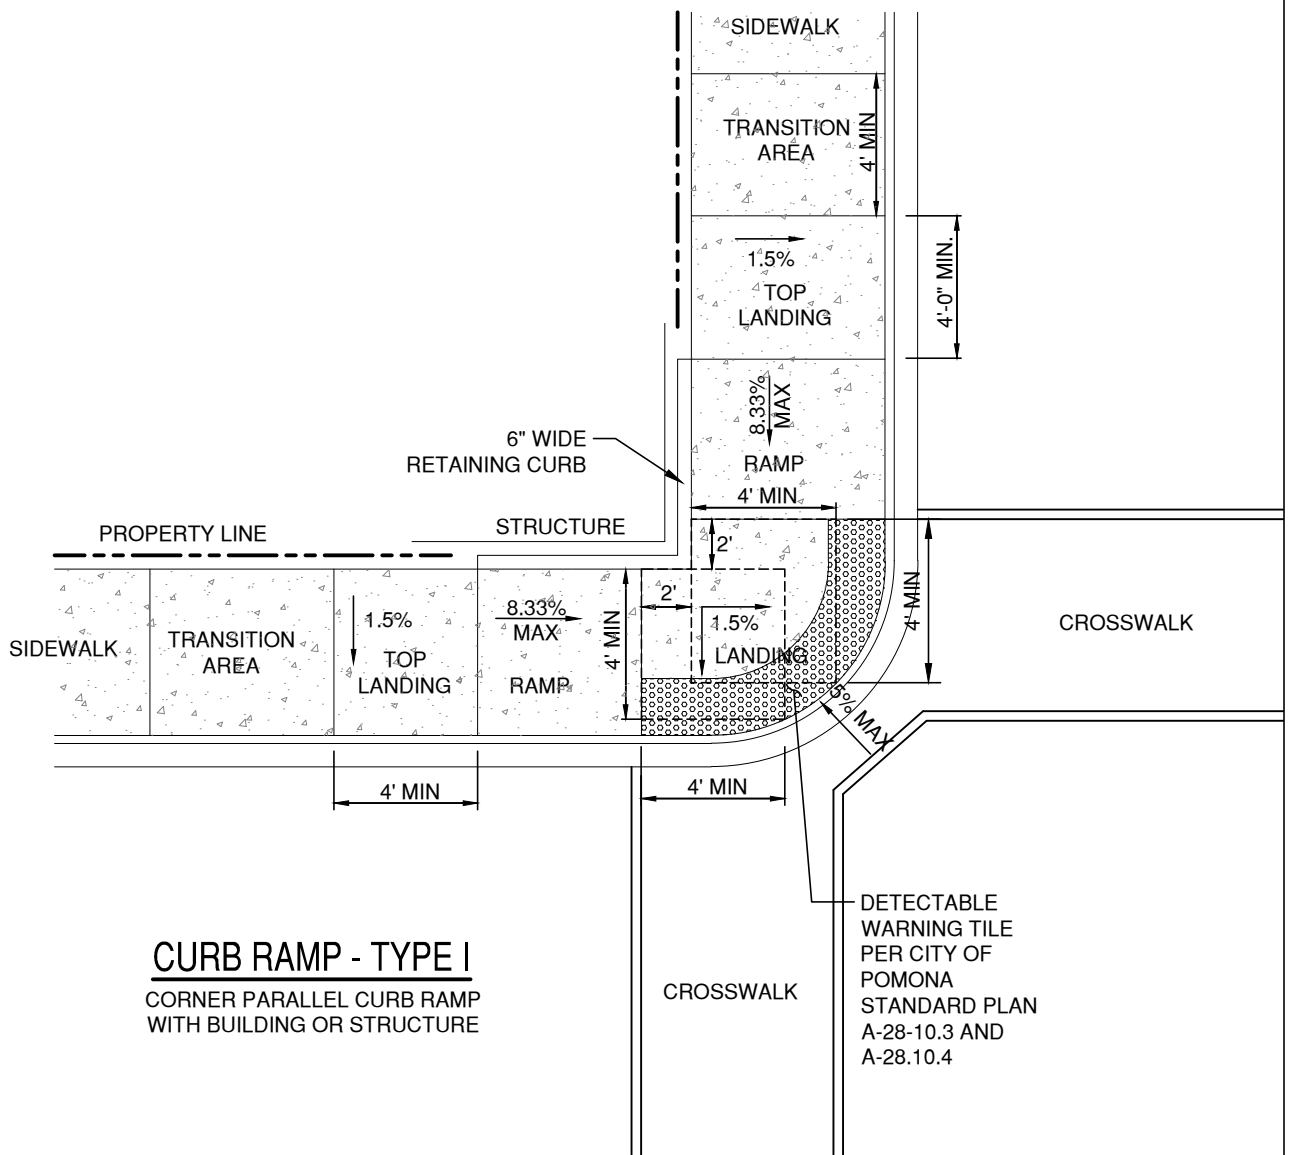 SIDEWALK
TRANSITION
AREA
4' MIN
1.5%
TOP
LANDING
4'-0" MIN.
8.33%
MAX
RAMP
6" WIDE
RETAINING CURB
4' MIN
PROPERTY LINE
STRUCTURE
2'
2'
4' MIN
4' MIN
1.5%
LANDING
SIDEWALK
TRANSITION
AREA
1.5%
TOP
LANDING
8.33%
MAX
RAMP
CROSSWALK
5% MAX
4' MIN
4' MIN
DETECTABLE
WARNING TILE
PER CITY OF
POMONA
STANDARD PLAN
A-28-10.3 AND
A-28.10.4
CROSSWALK
CURB RAMP - TYPE I
CORNER PARALLEL CURB RAMP
WITH BUILDING OR STRUCTURE